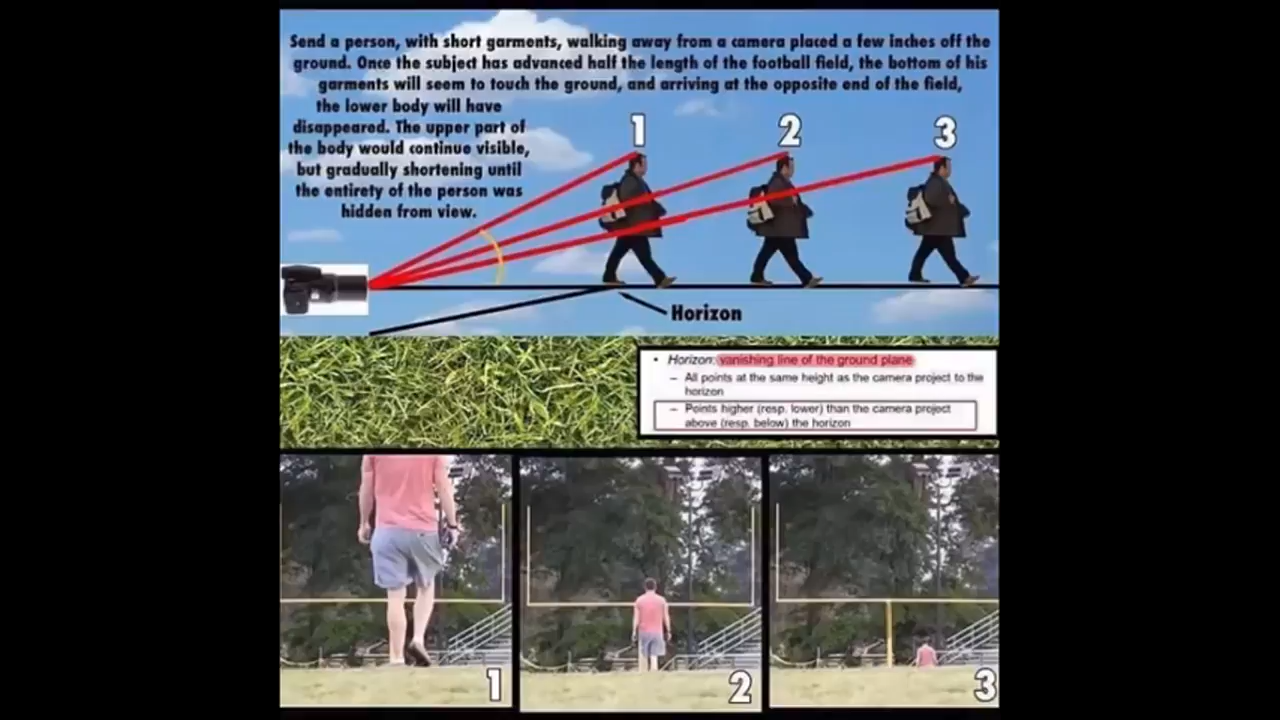 Send a person, with short garments, walking away from a camera placed a few inches off the
ground. Once the subject has advanced half the length of the football field, the bottom of his
garments will seem to touch the ground, and arriving at the opposite end of the field,
the lower body will have
disappeared. The upper part of
the body would continue visible,
but gradually shortening until
the entirety of the person was
hidden from view.
1
2
3
Horizon
• Horizon: vanishing line of the ground plane
– All points at the same height as the camera project to the
horizon
– Points higher (resp. lower) than the camera project
above (resp. below) the horizon
1
2
3